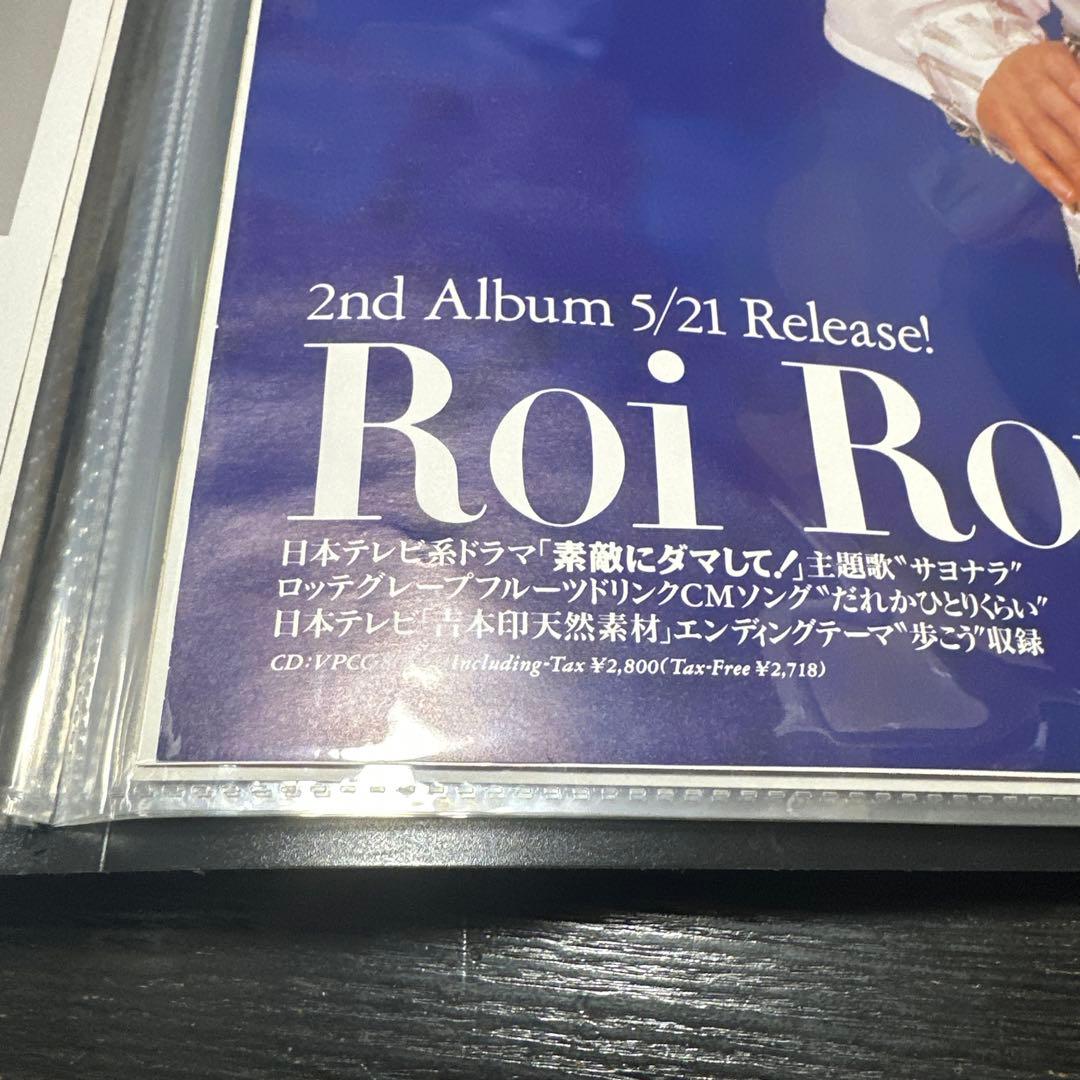 2nd Album 5/21 Release!
Roi Ro
日本テレビ系ドラマ「素敵にダマして!」主題歌"サヨナラ"
ロッテグレープフルーツドリンクCMソング"だれかひとりくらい"
日本テレビ「吉本印天然素材」エンディングテーマ"歩こう"収録
Including-Tax ¥2,800(Tax-Free ¥2,718)